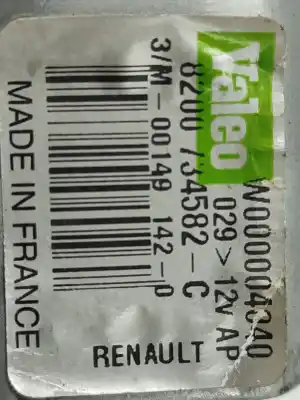 Valeo
W000004340
029 > 12V AP
8200 734582-C
3/M-00149 142-0
MADE IN FRANCE
RENAULT